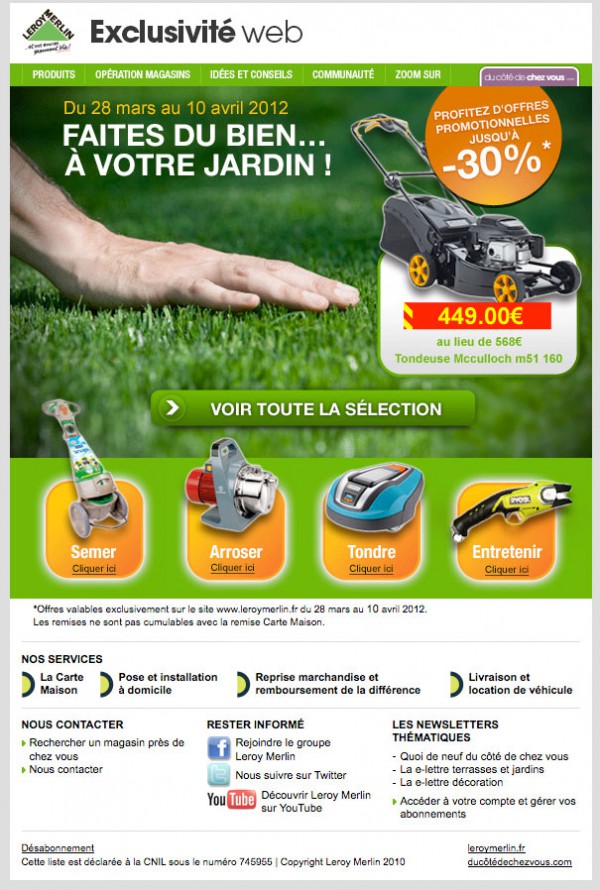 LEROY MERLIN
Exclusivité web
PRODUITS
OPÉRATION MAGASINS
IDÉES ET CONSEILS
COMMUNAUTÉ
ZOOM SUR
du côté de chez vous
Du 28 mars au 10 avril 2012
FAITES DU BIEN...
À VOTRE JARDIN !
PROFITEZ D'OFFRES
PROMOTIONNELLES
JUSQU'À
-30%*
449.00€
au lieu de 568€
Tondeuse Mcculloch m51 160
VOIR TOUTE LA SÉLECTION
Semer
Cliquer ici
Arroser
Cliquer ici
Tondre
Cliquer ici
RYOBI
Entretenir
Cliquer ici
*Offres valables exclusivement sur le site www.leroymerlin.fr du 28 mars au 10 avril 2012.
Les remises ne sont pas cumulables avec la remise Carte Maison.
NOS SERVICES
La Carte
Maison
Pose et installation
à domicile
Reprise marchandise et
remboursement de la différence
Livraison et
location de véhicule
NOUS CONTACTER
Rechercher un magasin près de
chez vous
Nous contacter
RESTER INFORMÉ
Rejoindre le groupe
Leroy Merlin
Nous suivre sur Twitter
You Tube
Découvrir Leroy Merlin
sur YouTube
LES NEWSLETTERS
THÉMATIQUES
- Quoi de neuf du côté de chez vous
- La e-lettre terrasses et jardins
- La e-lettre décoration
Accéder à votre compte et gérer vos
abonnements
Désabonnement
Cette liste est déclarée à la CNIL sous le numéro 745955 | Copyright Leroy Merlin 2010
leroymerlin.fr
ducôtédechezvous.com